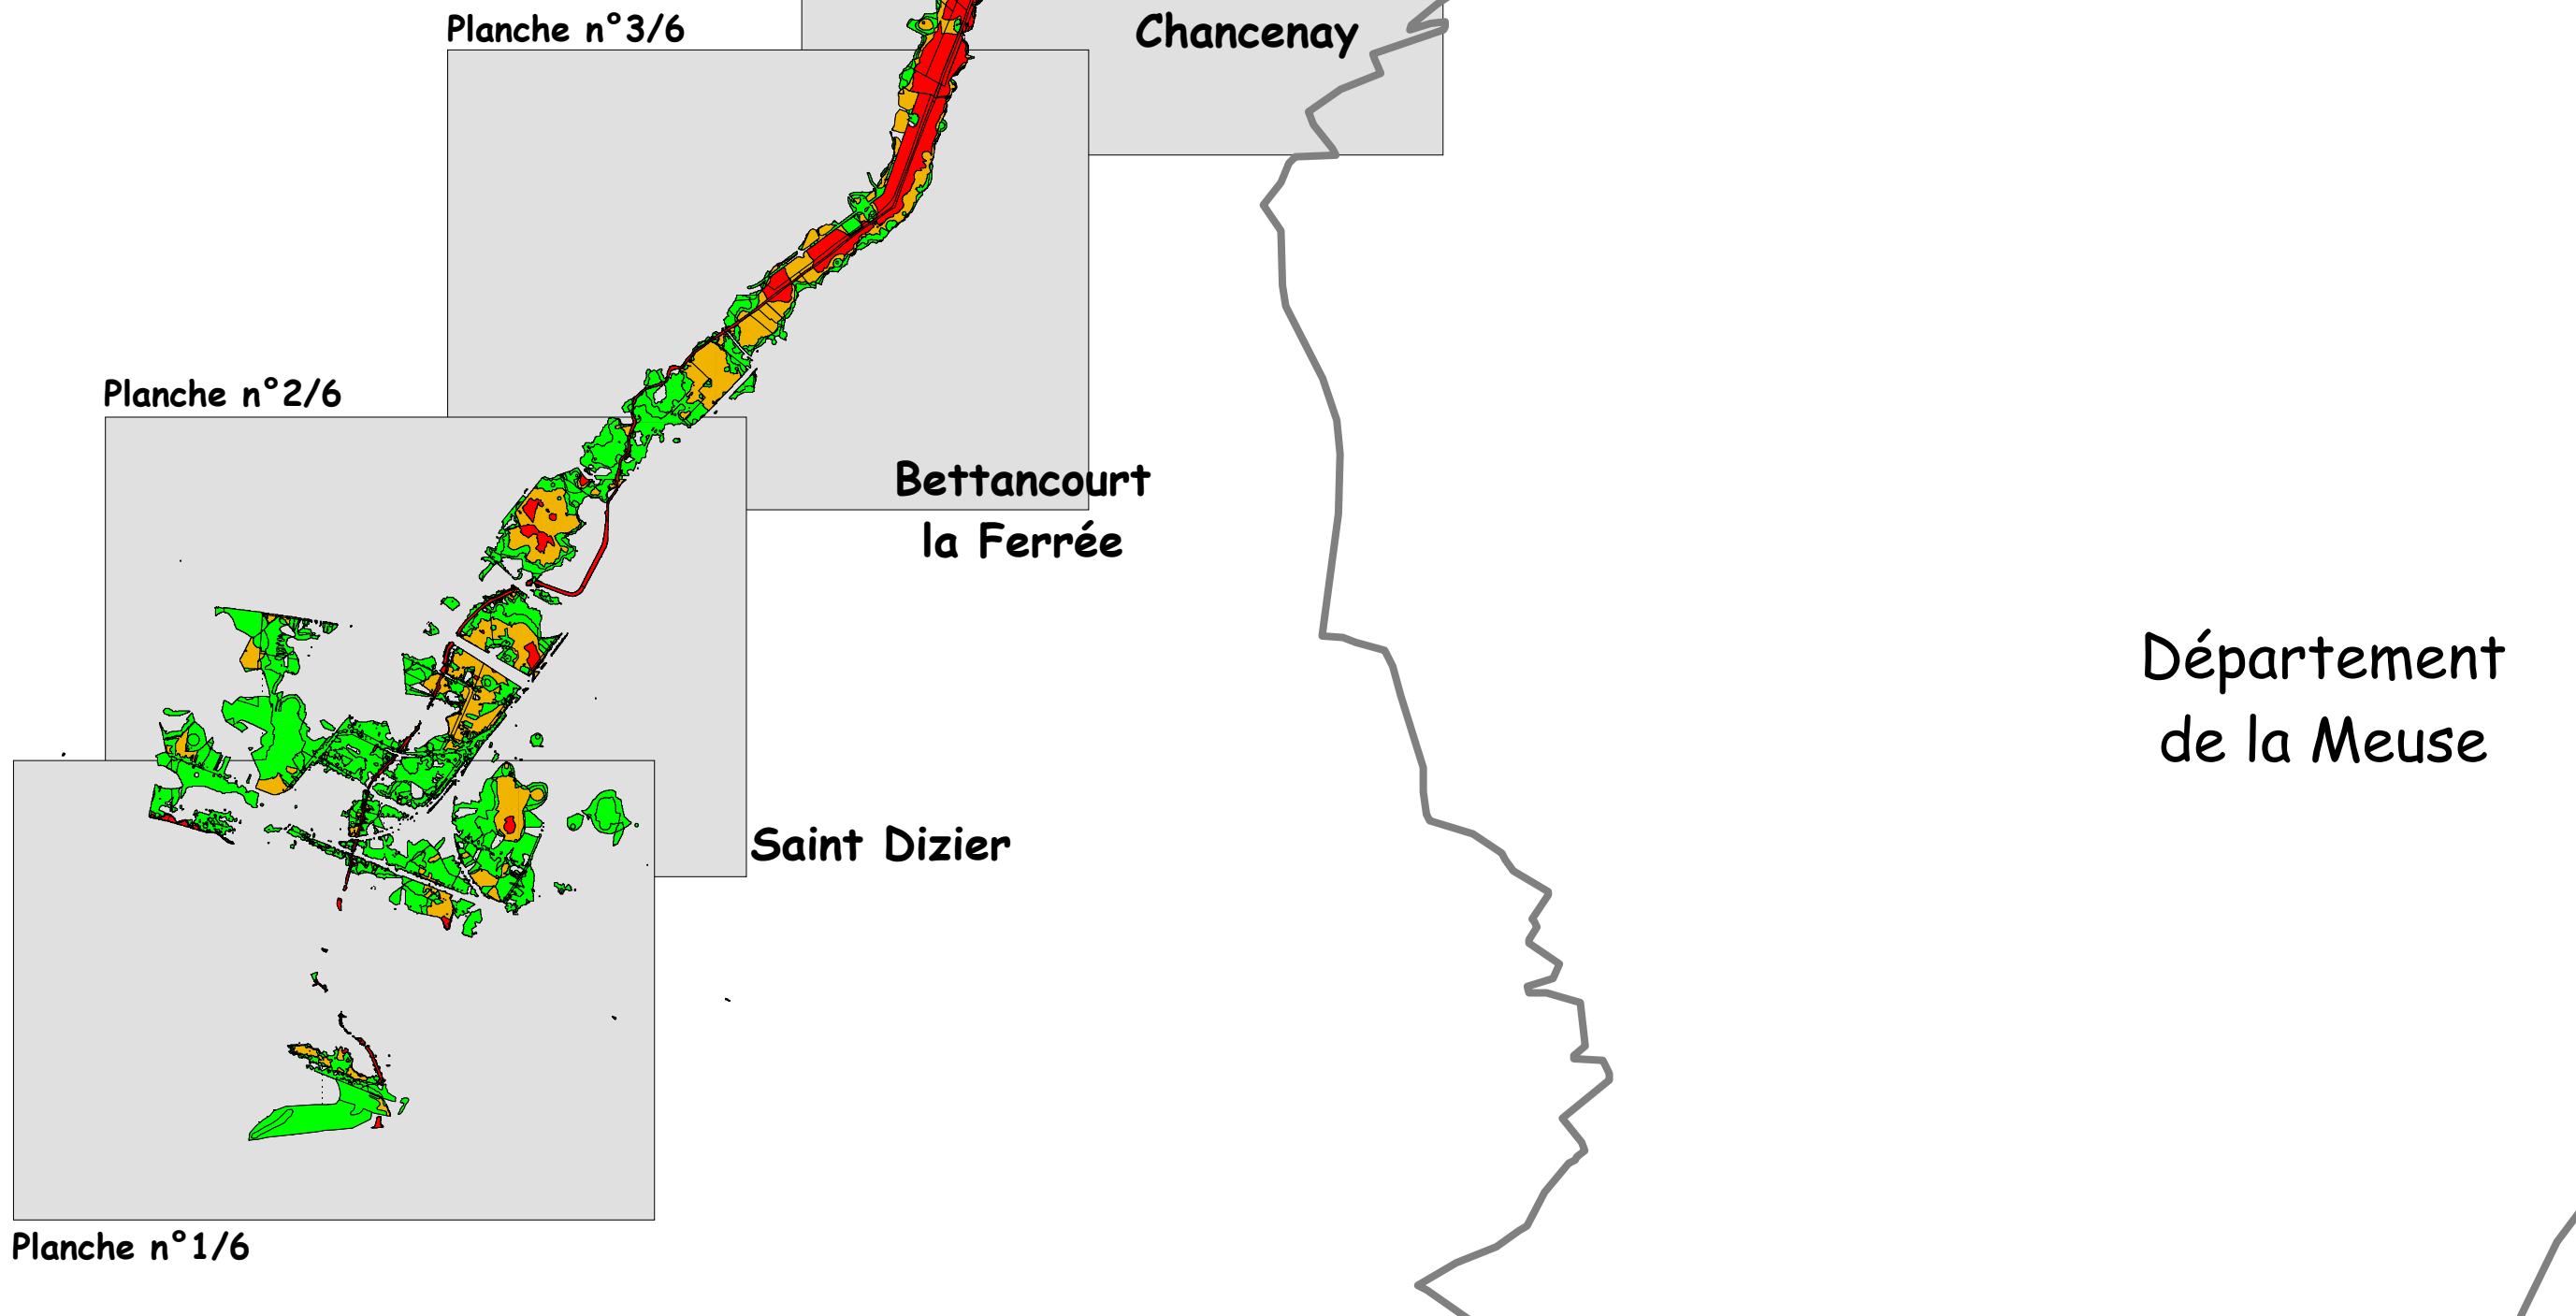 Planche n°3/6
Chancenay
Planche n°2/6
Bettancourt
la Ferrée
Département
de la Meuse
Saint Dizier
Planche n°1/6